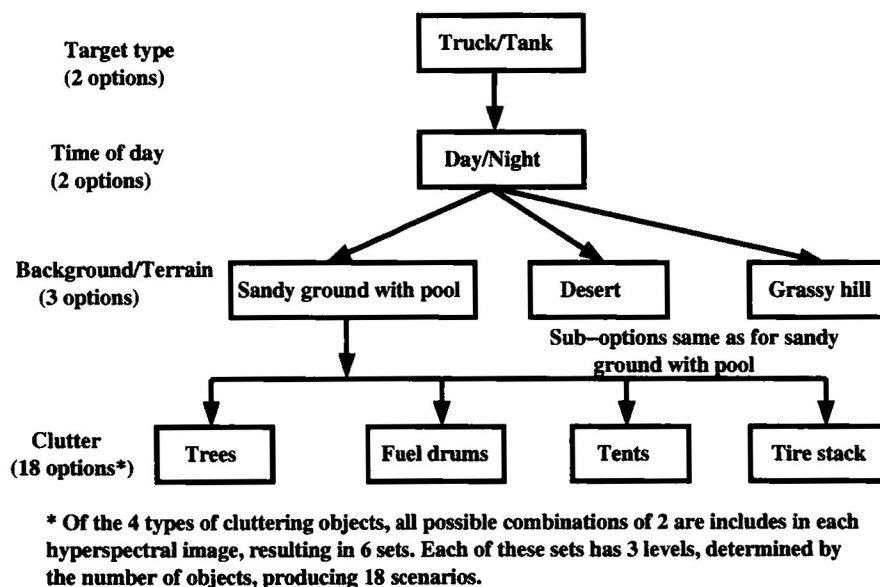 Target type
(2 options)
Truck/Tank
Time of day
(2 options)
Day/Night
Background/Terrain
(3 options)
Sandy ground with pool
Desert
Grassy hill
Sub-options same as for sandy
ground with pool
Clutter
(18 options*)
Trees
Fuel drums
Tents
Tire stack
* Of the 4 types of cluttering objects, all possible combinations of 2 are includes in each
hyperspectral image, resulting in 6 sets. Each of these sets has 3 levels, determined by
the number of objects, producing 18 scenarios.